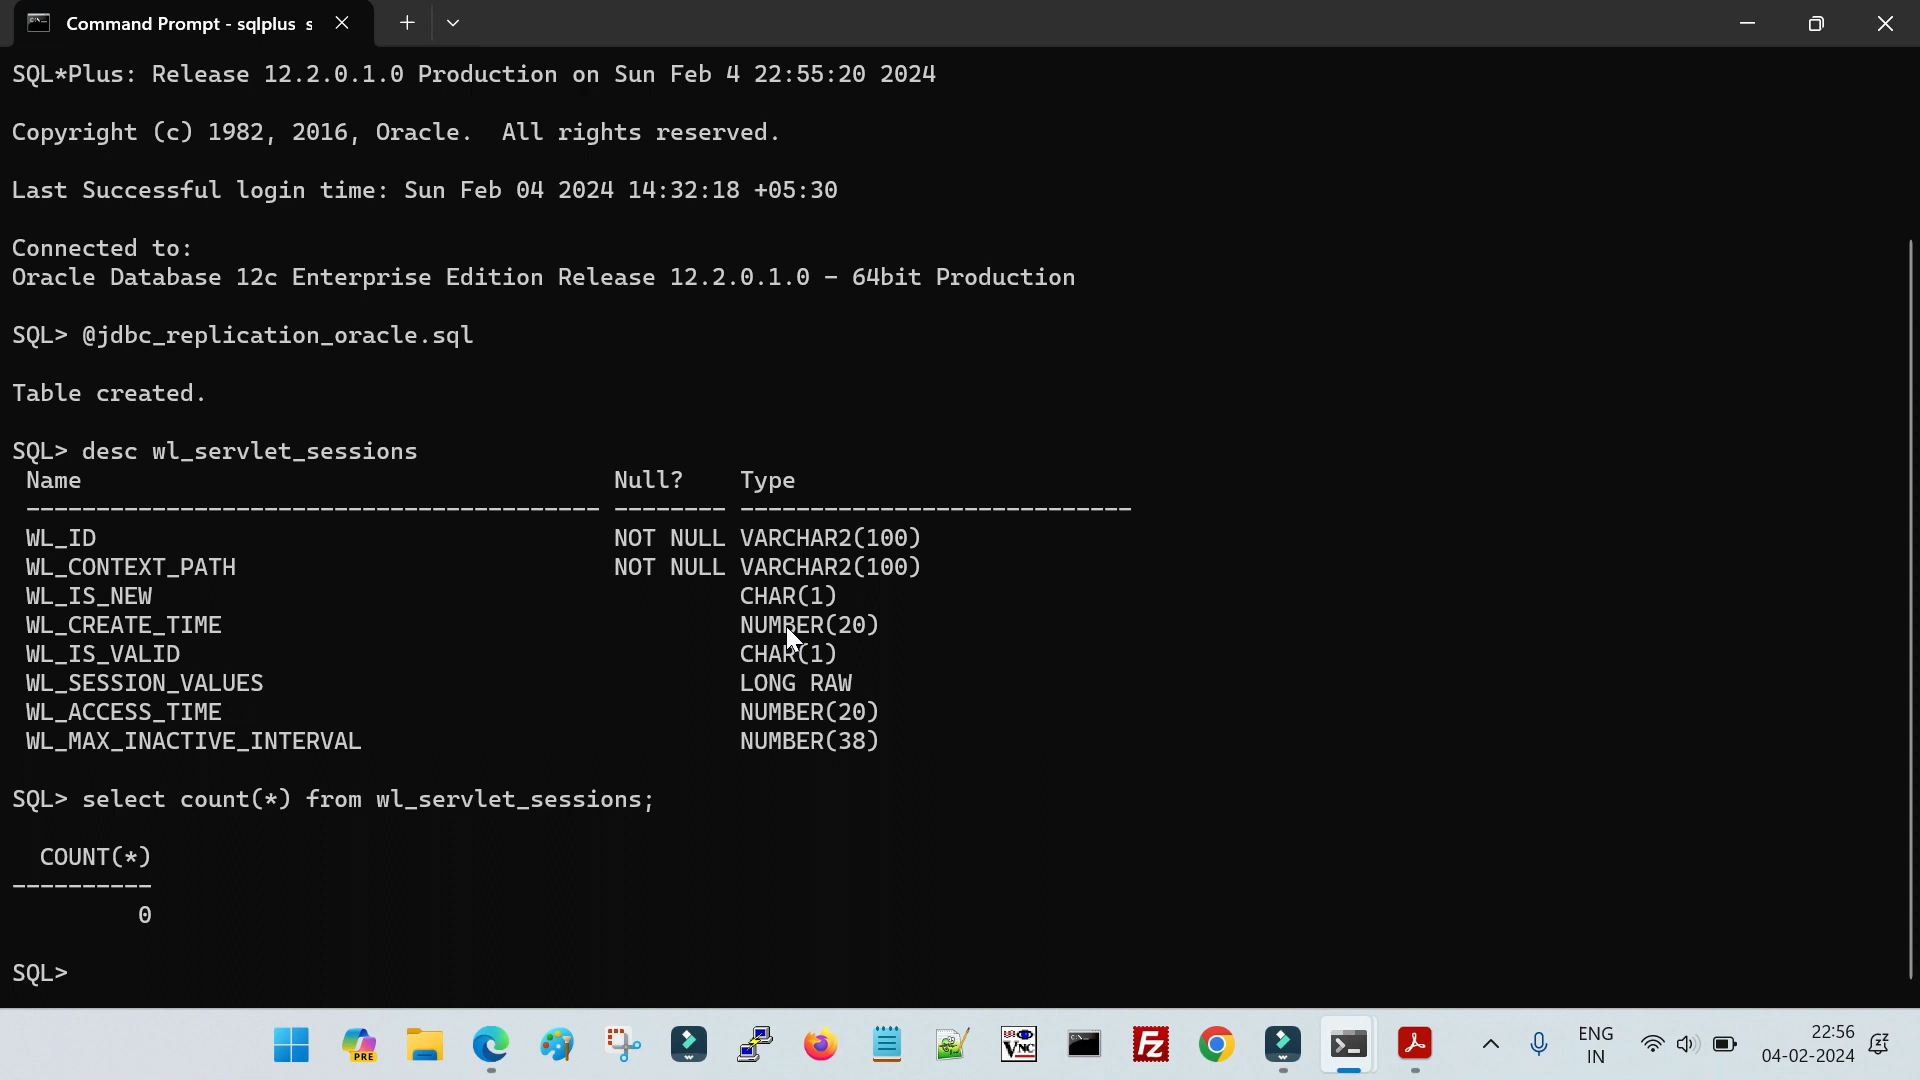 Command Prompt - sqlplus s
SQL*Plus: Release 12.2.0.1.0 Production on Sun Feb 4 22:55:20 2024
Copyright (c) 1982, 2016, Oracle.  All rights reserved.
Last Successful login time: Sun Feb 04 2024 14:32:18 +05:30
Connected to:
Oracle Database 12c Enterprise Edition Release 12.2.0.1.0 - 64bit Production
SQL> @jdbc_replication_oracle.sql
Table created.
SQL> desc wl_servlet_sessions
Name Null? Type
----------------------------------------- -------- ----------------------------
WL_ID NOT NULL VARCHAR2(100)
WL_CONTEXT_PATH NOT NULL VARCHAR2(100)
WL_IS_NEW CHAR(1)
WL_CREATE_TIME NUMBER(20)
WL_IS_VALID CHAR(1)
WL_SESSION_VALUES LONG RAW
WL_ACCESS_TIME NUMBER(20)
WL_MAX_INACTIVE_INTERVAL NUMBER(38)
SQL> select count(*) from wl_servlet_sessions;
COUNT(*)
----------
0
SQL>
PRE
VNC
Fz
ENG
IN
22:56
04-02-2024